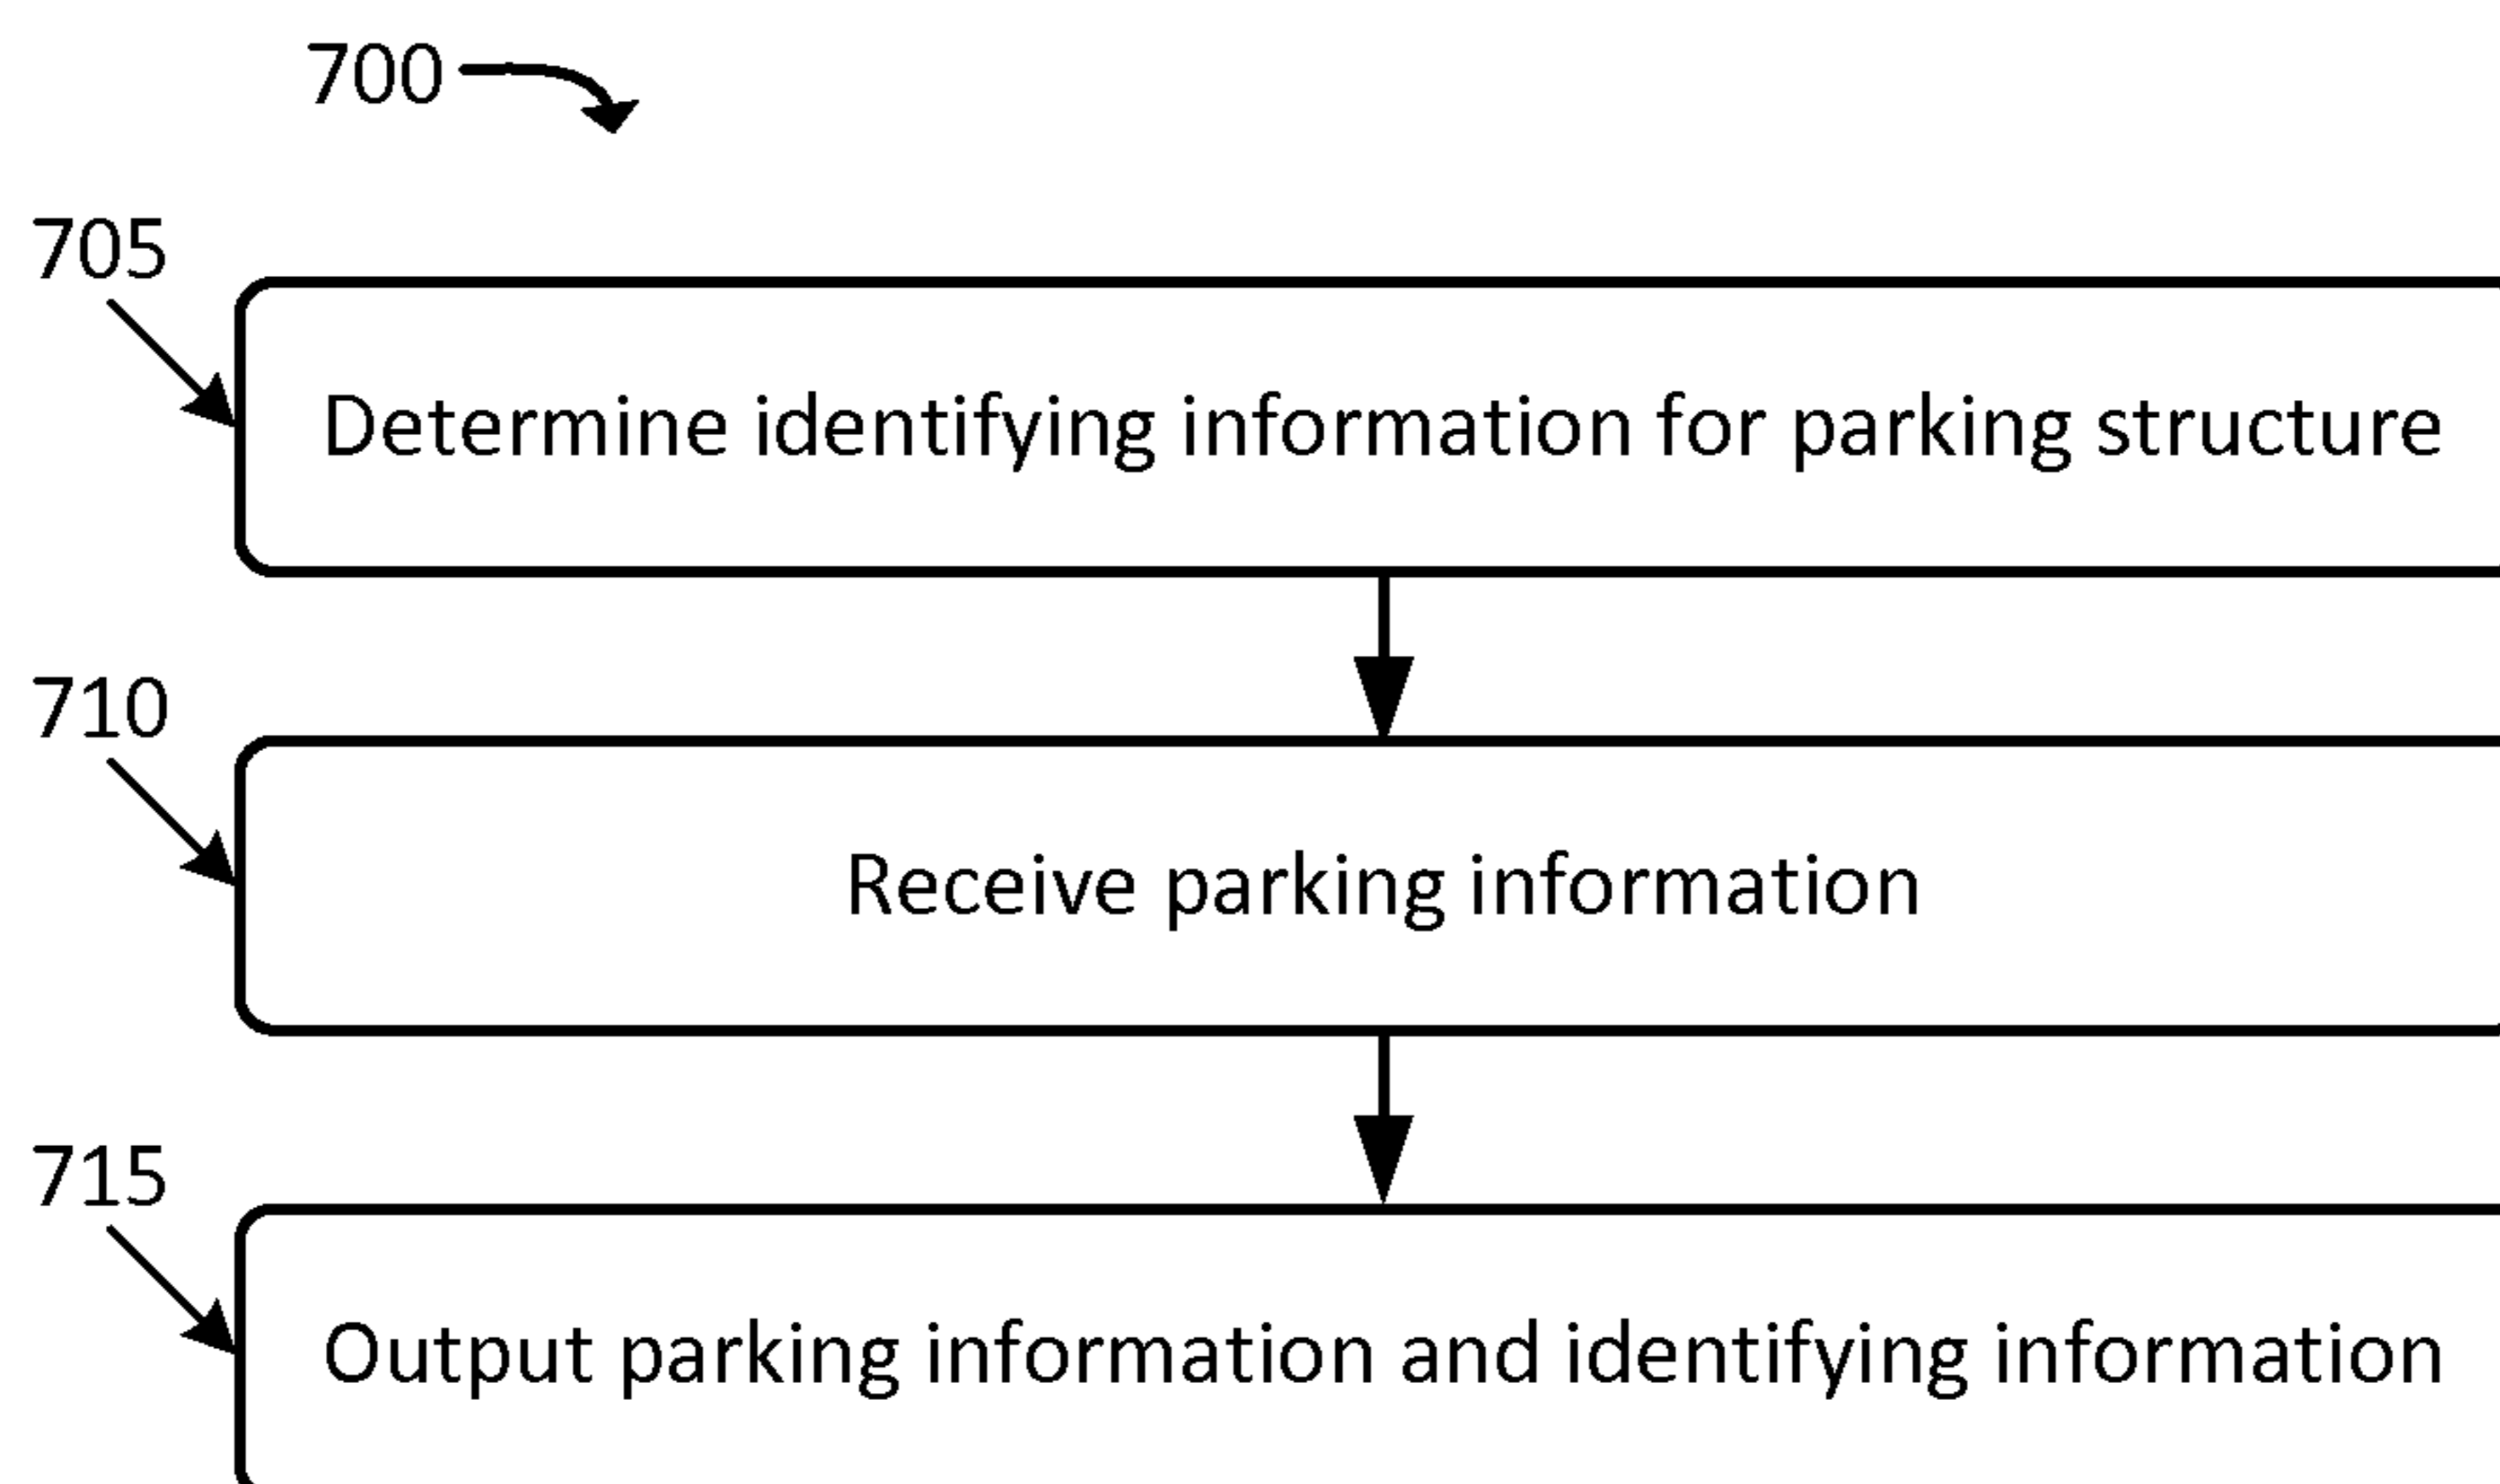 700
705
Determine identifying information for parking structure
710
Receive parking information
715
Output parking information and identifying information